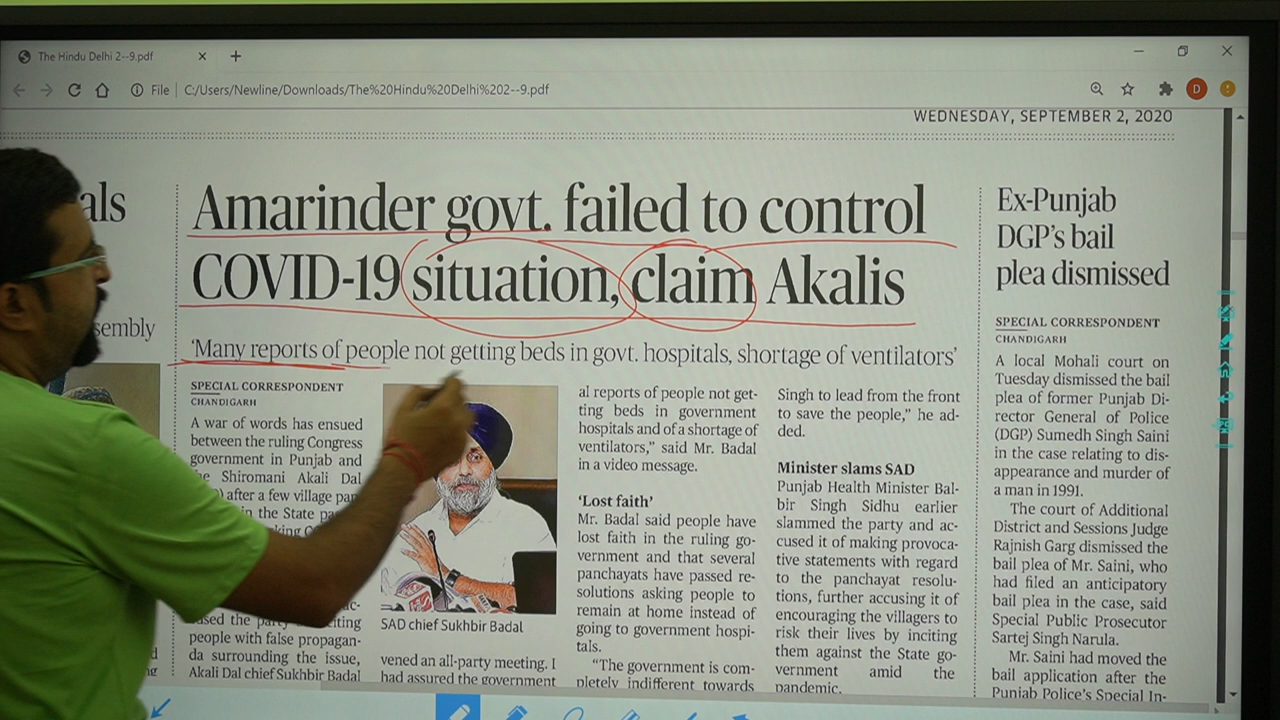 The Hindu Delhi 2--9.pdf
File
C:/Users/Newline/Downloads/The%20Hindu%20Delhi%202--9.pdf
D
WEDNESDAY, SEPTEMBER 2, 2020
als
sembly
Amarinder govt. failed to control
COVID-19 situation, claim Akalis
‘Many reports of people not getting beds in govt. hospitals, shortage of ventilators’
SPECIAL CORRESPONDENT
CHANDIGARH
A war of words has ensued
between the ruling Congress
government in Punjab and
Shiromani Akali Dal
) after a few village pan
in the State
king
ac-
used the
people with false propagan-
da surrounding the issue,
Akali Dal chief Sukhbir Badal
SAD chief Sukhbir Badal
vened an all-party meeting. I
had assured the government
al reports of people not get-
ting beds in government
hospitals and of a shortage of
ventilators,” said Mr. Badal
in a video message.
‘Lost faith’
Mr. Badal said people have
lost faith in the ruling go-
vernment and that several
panchayats have passed re-
solutions asking people to
remain at home instead of
going to government hospi-
tals.
“The government is com-
pletely indifferent towards
Singh to lead from the front
to save the people,” he ad-
ded.
Minister slams SAD
Punjab Health Minister Bal-
bir Singh Sidhu earlier
slammed the party and ac-
cused it of making provoca-
tive statements with regard
to the panchayat resolu-
tions, further accusing it of
encouraging the villagers to
risk their lives by inciting
them against the State go-
vernment amid the
pandemic.
Ex-Punjab
DGP’s bail
plea dismissed
SPECIAL CORRESPONDENT
CHANDIGARH
A local Mohali court on
Tuesday dismissed the bail
plea of former Punjab Di-
rector General of Police
(DGP) Sumedh Singh Saini
in the case relating to dis-
appearance and murder of
a man in 1991.
The court of Additional
District and Sessions Judge
Rajnish Garg dismissed the
bail plea of Mr. Saini, who
had filed an anticipatory
bail plea in the case, said
Special Public Prosecutor
Sartej Singh Narula.
Mr. Saini had moved the
bail application after the
Punjab Police’s Special In-